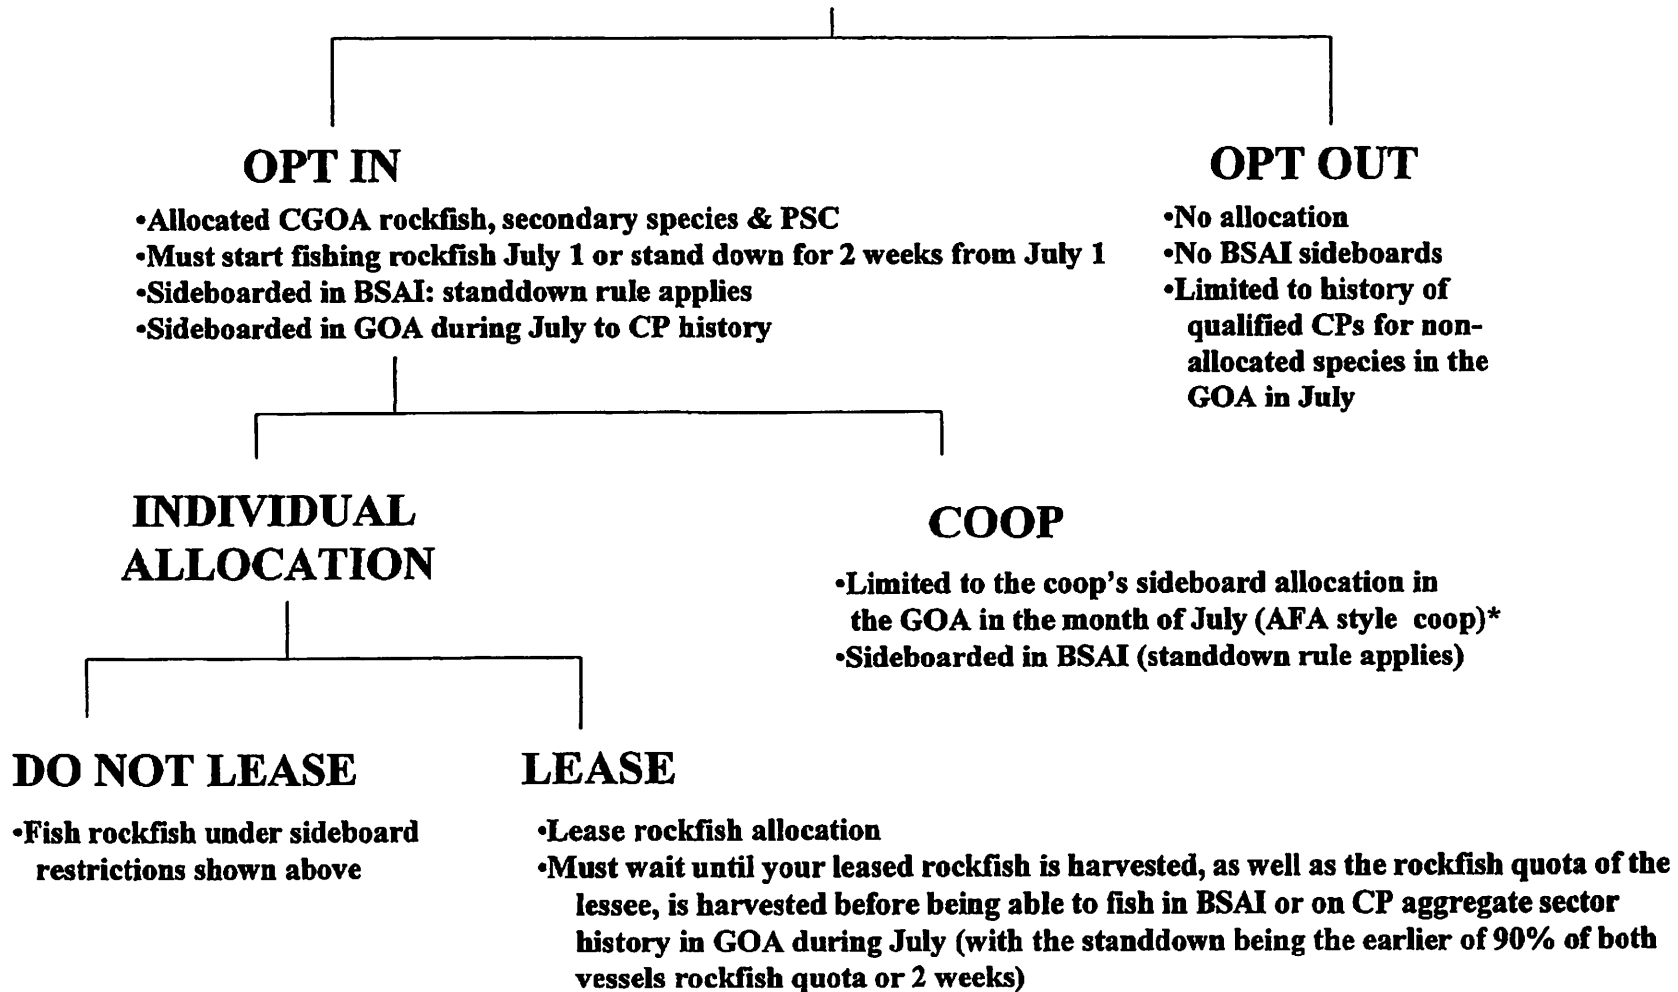 OPT IN
•Allocated CGOA rockfish, secondary species & PSC
•Must start fishing rockfish July 1 or stand down for 2 weeks from July 1
•Sideboarded in BSAI: standdown rule applies
•Sideboarded in GOA during July to CP history
OPT OUT
•No allocation
•No BSAI sideboards
•Limited to history of
qualified CPs for non-
allocated species in the
GOA in July
INDIVIDUAL
ALLOCATION
COOP
•Limited to the coop's sideboard allocation in
the GOA in the month of July (AFA style coop)*
•Sideboarded in BSAI (standdown rule applies)
DO NOT LEASE
•Fish rockfish under sideboard
restrictions shown above
LEASE
•Lease rockfish allocation
•Must wait until your leased rockfish is harvested, as well as the rockfish quota of the
lessee, is harvested before being able to fish in BSAI or on CP aggregate sector
history in GOA during July (with the standdown being the earlier of 90% of both
vessels rockfish quota or 2 weeks)